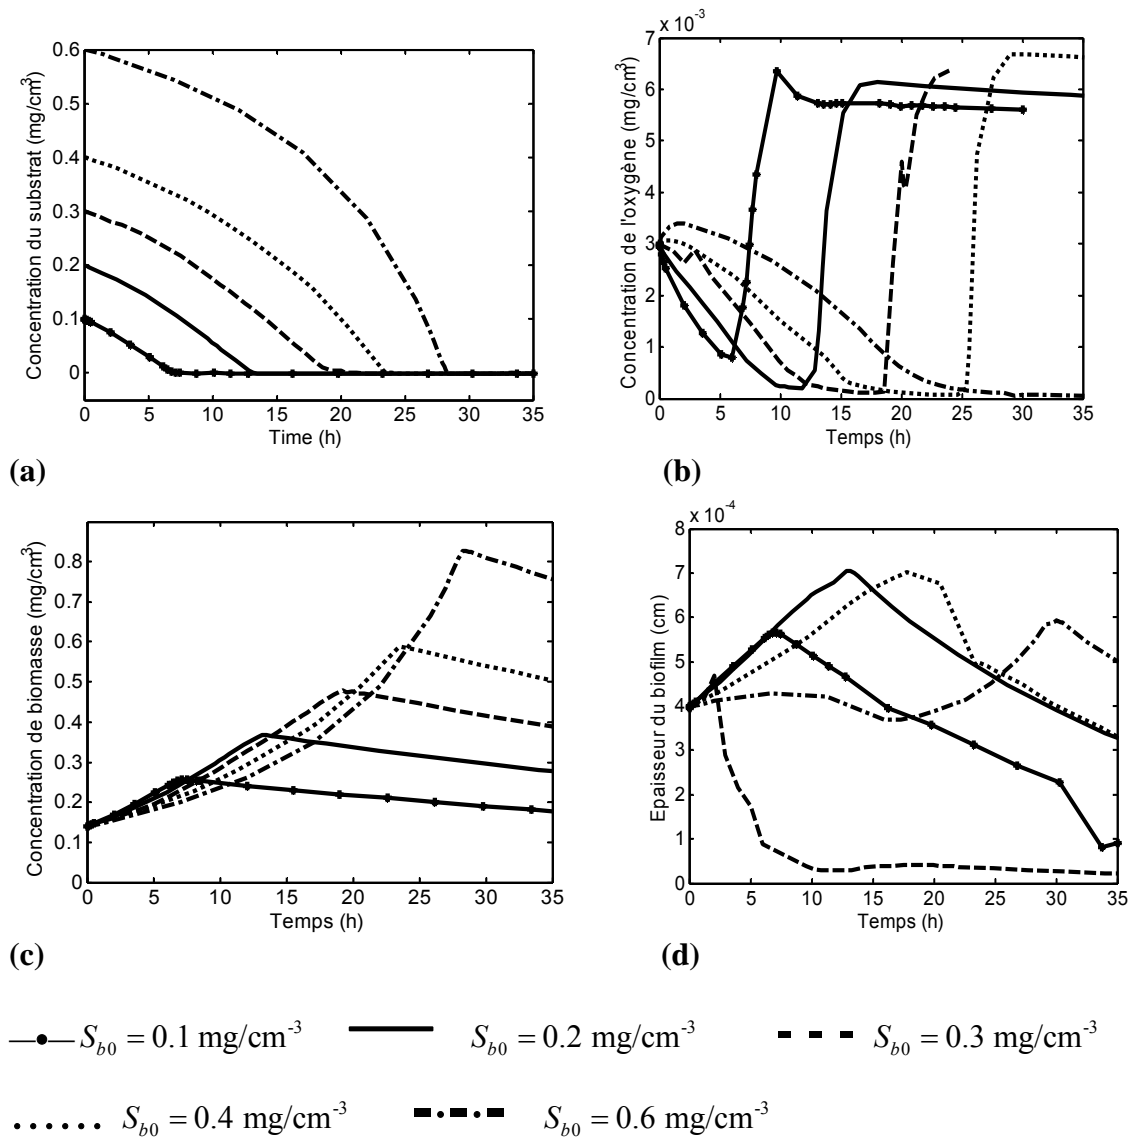 0.6
0.5
0.4
0.3
0.2
0.1
0
0 5 10 15 20 25 30 35
Time (h)
Concentration du substrat (mg/cm³)
(a)
x 10⁻³
7
6
5
4
3
2
1
0
0 5 10 15 20 25 30 35
Temps (h)
Concentration de l'oxygène (mg/cm³)
(b)
0.8
0.7
0.6
0.5
0.4
0.3
0.2
0.1
0
0 5 10 15 20 25 30 35
Temps (h)
Concentration de biomasse (mg/cm³)
(c)
x 10⁻⁴
8
7
6
5
4
3
2
1
0
0 5 10 15 20 25 30 35
Temps (h)
Epaisseur du biofilm (cm)
(d)
S_b0 = 0.1 mg/cm⁻³ S_b0 = 0.2 mg/cm⁻³ S_b0 = 0.3 mg/cm⁻³
S_b0 = 0.4 mg/cm⁻³ S_b0 = 0.6 mg/cm⁻³